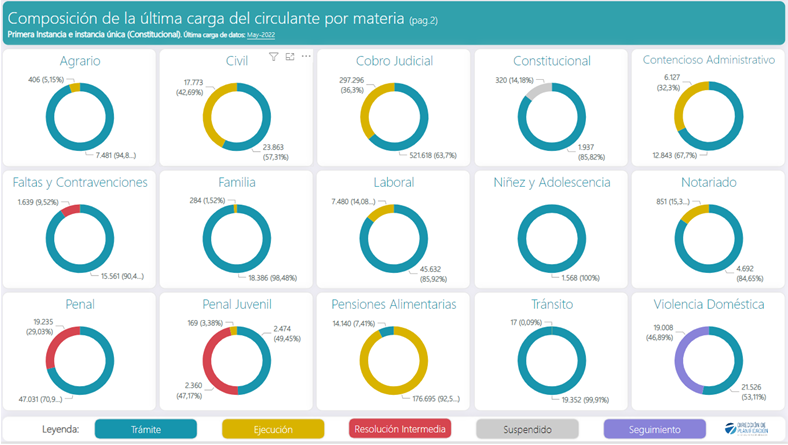 Composición de la última carga del circulante por materia (pag.2)
Primera Instancia e instancia única (Constitucional). Última carga de datos: May-2022
Agrario
406 (5,15%)
7.481 (94,8...)
Civil
17.773
(42,69%)
23.863
(57,31%)
Cobro Judicial
297.296
(36,3%)
521.618 (63,7%)
Constitucional
320 (14,18%)
1.937
(85,82%)
Contencioso Administrativo
6.127
(32,3%)
12.843 (67,7%)
Faltas y Contravenciones
1.639 (9,52%)
15.561 (90,4...)
Familia
284 (1,52%)
18.386 (98,48%)
Laboral
7.480 (14,08...)
45.632
(85,92%)
Niñez y Adolescencia
1.568 (100%)
Notariado
851 (15,3...)
4.692
(84,65%)
Penal
19.235
(29,03%)
47.031 (70,9...)
Penal Juvenil
169 (3,38%)
2.474
(49,45%)
2.360
(47,17%)
Pensiones Alimentarias
14.140 (7,41%)
176.695 (92,5...)
Tránsito
17 (0,09%)
19.352 (99,91%)
Violencia Doméstica
19.008
(46,89%)
21.526
(53,11%)
Leyenda:
Trámite
Ejecución
Resolución Intermedia
Suspendido
Seguimiento
DIRECCIÓN DE
PLANIFICACIÓN